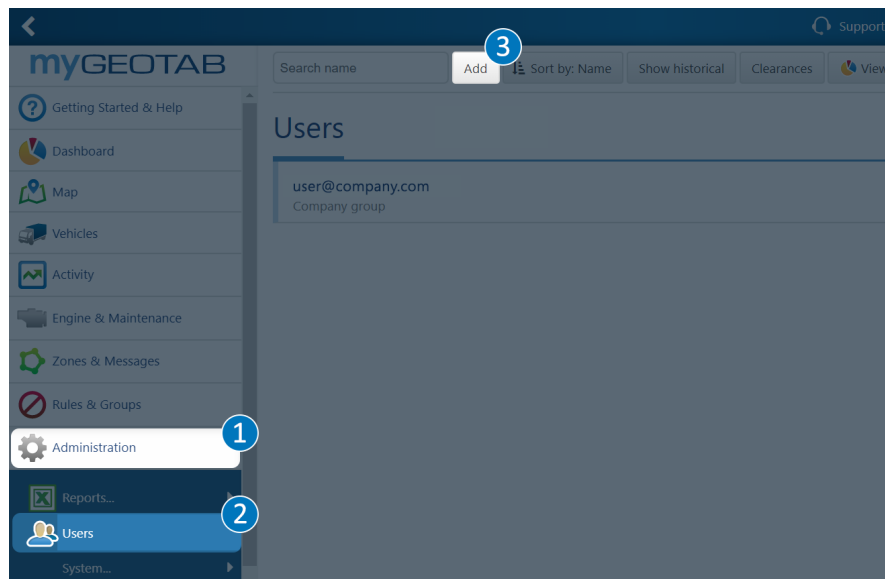 Support
myGEOTAB
Search name
Add
3
Sort by: Name
Show historical
Clearances
View
Getting Started & Help
Dashboard
Map
Vehicles
Activity
Engine & Maintenance
Zones & Messages
Rules & Groups
Administration
1
Reports...
Users
2
System...
Users
user@company.com
Company group